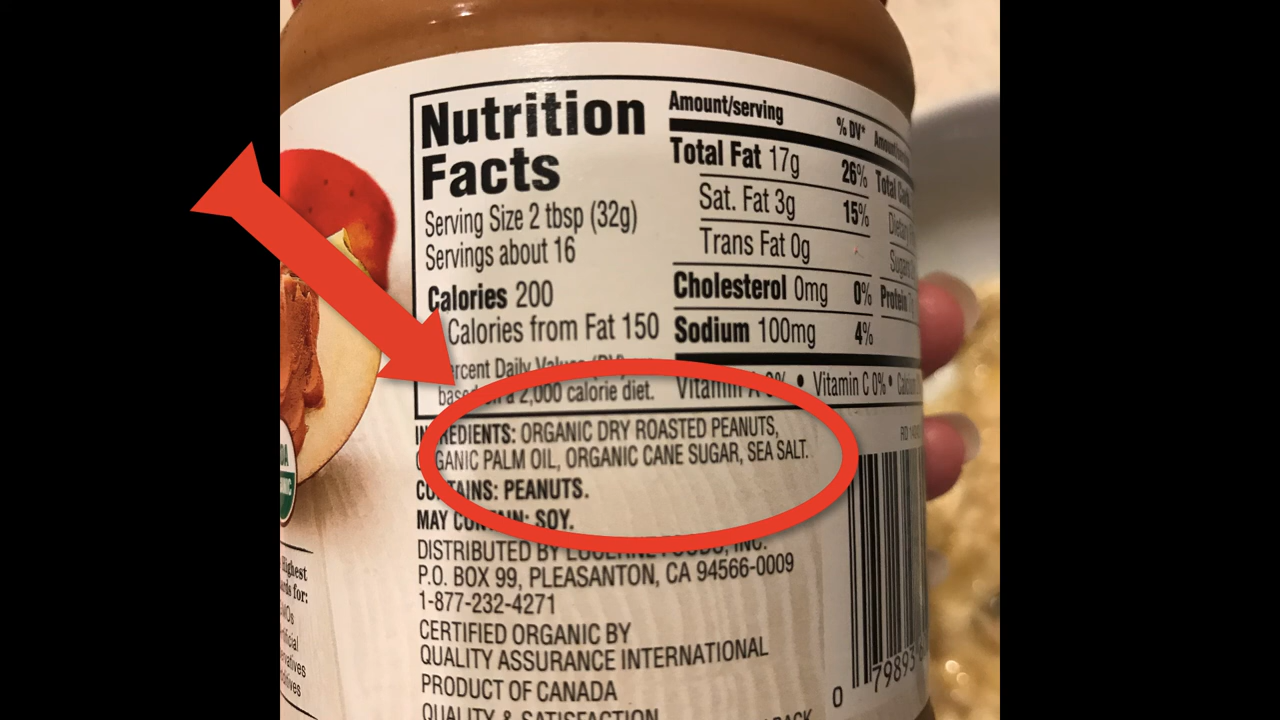 Nutrition
Facts
Serving Size 2 tbsp (32g)
Servings about 16
Calories 200
Calories from Fat 150
Percent Daily Values (DV)
based on a 2,000 calorie diet.
Amount/serving % DV*
Total Fat 17g 26%
Sat. Fat 3g 15%
Trans Fat 0g
Cholesterol 0mg 0%
Sodium 100mg 4%
Vitamin A 0% • Vitamin C 0% •
Total
Protein
INGREDIENTS: ORGANIC DRY ROASTED PEANUTS,
ORGANIC PALM OIL, ORGANIC CANE SUGAR, SEA SALT.
CONTAINS: PEANUTS.
MAY CONTAIN: SOY.
DISTRIBUTED BY LUCERNE FOODS, INC.
P.O. BOX 99, PLEASANTON, CA 94566-0009
1-877-232-4271
CERTIFIED ORGANIC BY
QUALITY ASSURANCE INTERNATIONAL
PRODUCT OF CANADA
QUALITY & SATISFACTION
0 79893